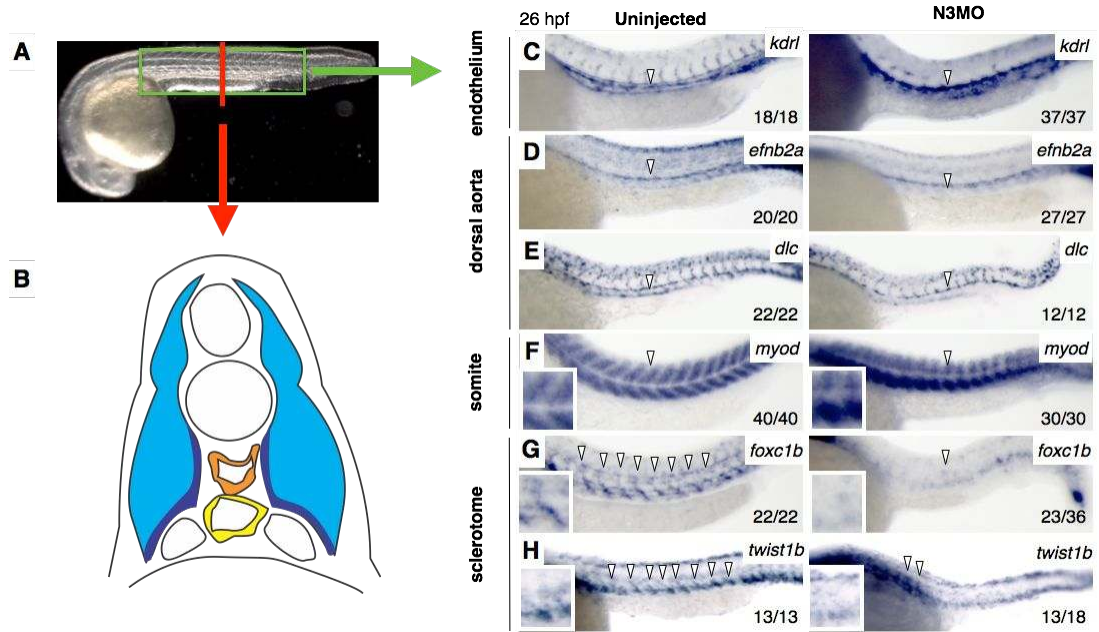 A
B
26 hpf
Uninjected
N3MO
endothelium
C
kdrl
18/18
kdrl
37/37
dorsal aorta
D
efnb2a
20/20
efnb2a
27/27
E
dlc
22/22
dlc
12/12
somite
F
myod
40/40
myod
30/30
sclerotome
G
foxc1b
22/22
foxc1b
23/36
H
twist1b
13/13
twist1b
13/18